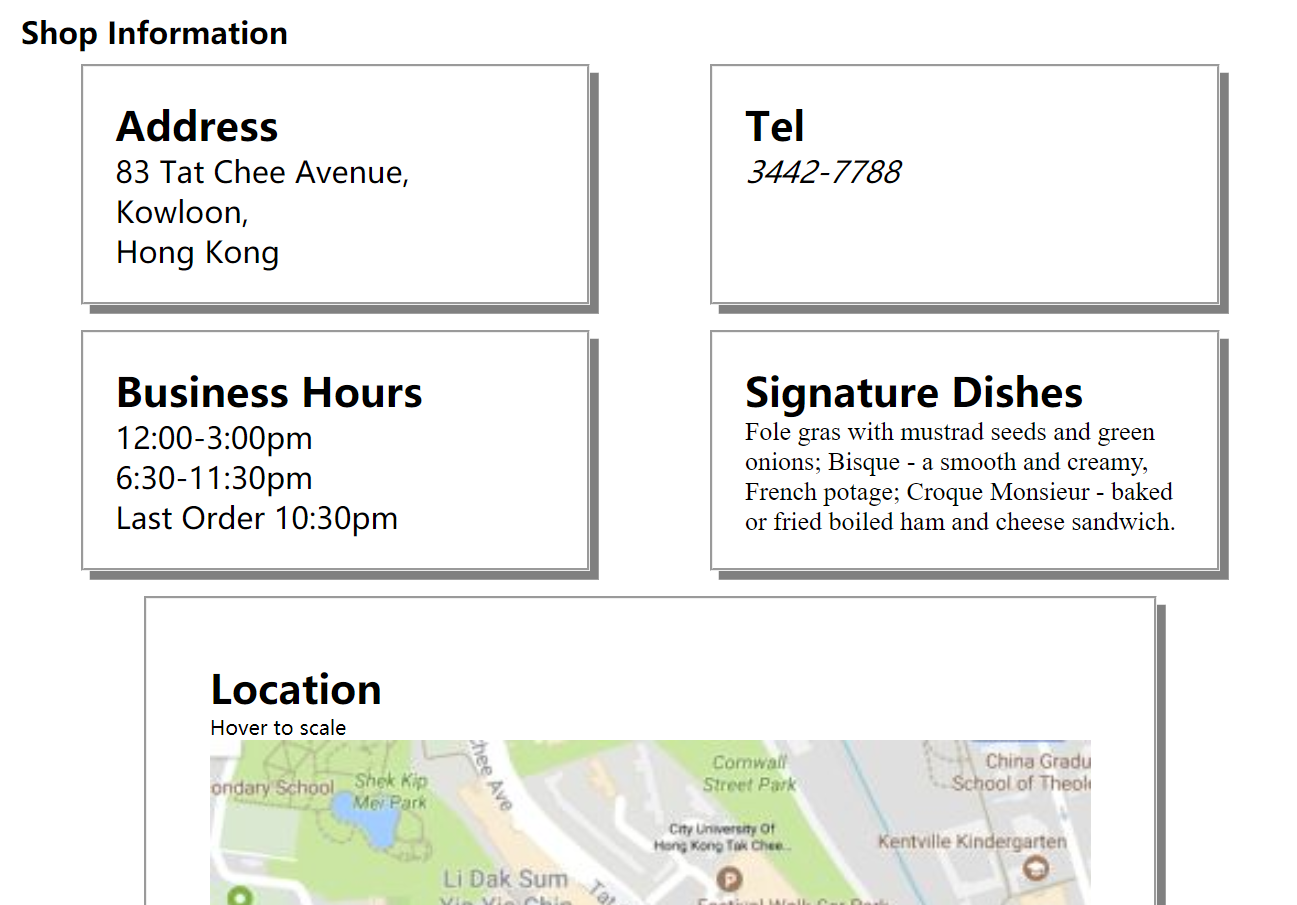 Shop Information
Address
83 Tat Chee Avenue,
Kowloon,
Hong Kong
Tel
3442-7788
Business Hours
12:00-3:00pm
6:30-11:30pm
Last Order 10:30pm
Signature Dishes
Fole gras with mustrad seeds and green
onions; Bisque - a smooth and creamy,
French potage; Croque Monsieur - baked
or fried boiled ham and cheese sandwich.
Location
Hover to scale
ondary School
Shek Kip
Mei Park
hee Ave
Cornwall
Street Park
China Gradu
School of Theol
City University Of
Hong Kong Tak Chee...
Kentville Kindergarten
P
Li Dak Sum
Tat
Festival Walk Car Park